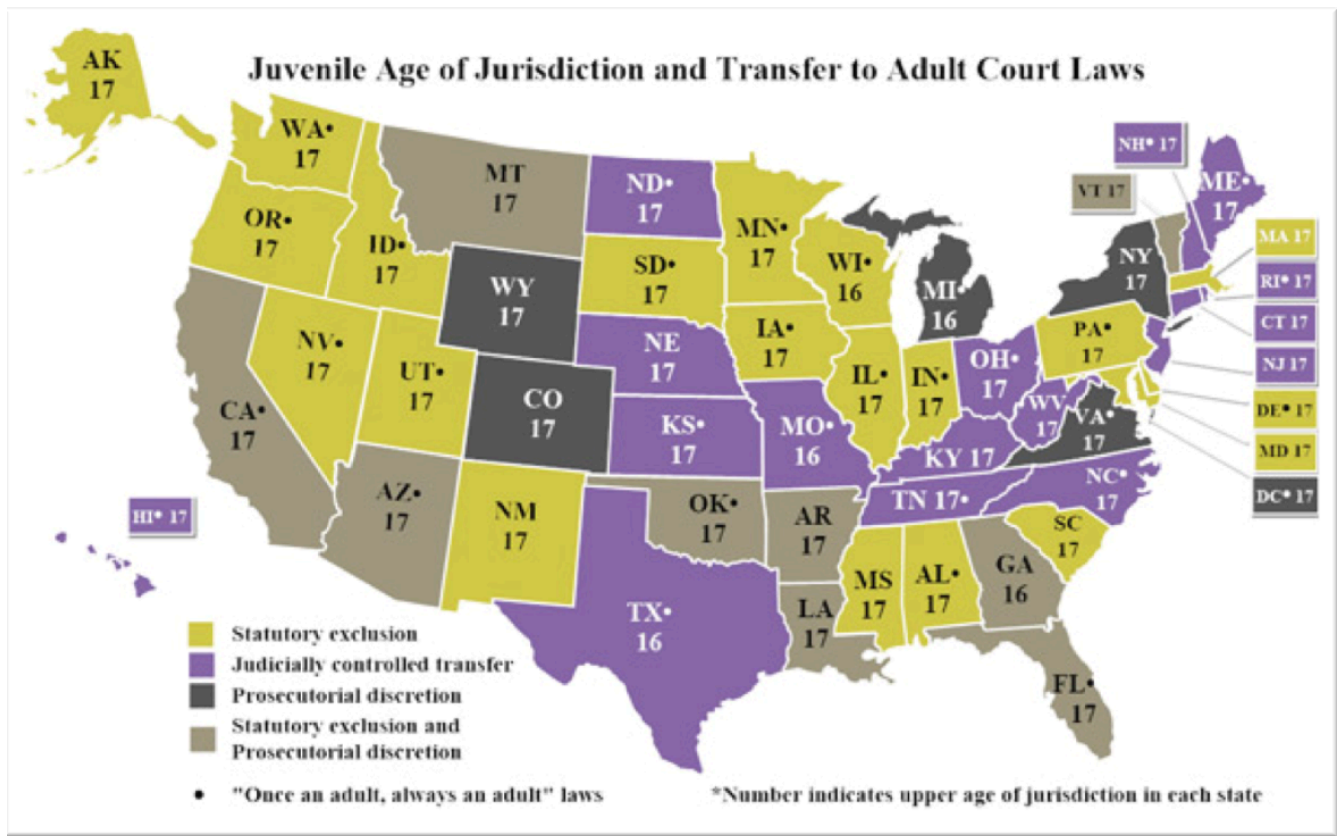 Juvenile Age of Jurisdiction and Transfer to Adult Court Laws
AK
17
WA•
17
MT
17
ND•
17
MN•
17
NH• 17
ME•
17
VT 17
OR•
17
ID•
17
WY
17
SD•
17
WI•
16
MI•
16
NY
17
MA 17
RI• 17
CT 17
NJ 17
DE• 17
MD 17
DC• 17
NV•
17
UT•
17
CO
17
NE
17
IA•
17
IL•
17
IN•
17
OH•
17
PA•
17
CA•
17
KS•
17
MO•
16
KY 17
WV
17
VA•
17
AZ•
17
NM
17
OK•
17
AR
17
TN 17•
NC•
17
SC
17
HI• 17
TX•
16
LA
17
MS
17
AL•
17
GA
16
FL•
17
Statutory exclusion
Judicially controlled transfer
Prosecutorial discretion
Statutory exclusion and
Prosecutorial discretion
• "Once an adult, always an adult" laws
*Number indicates upper age of jurisdiction in each state